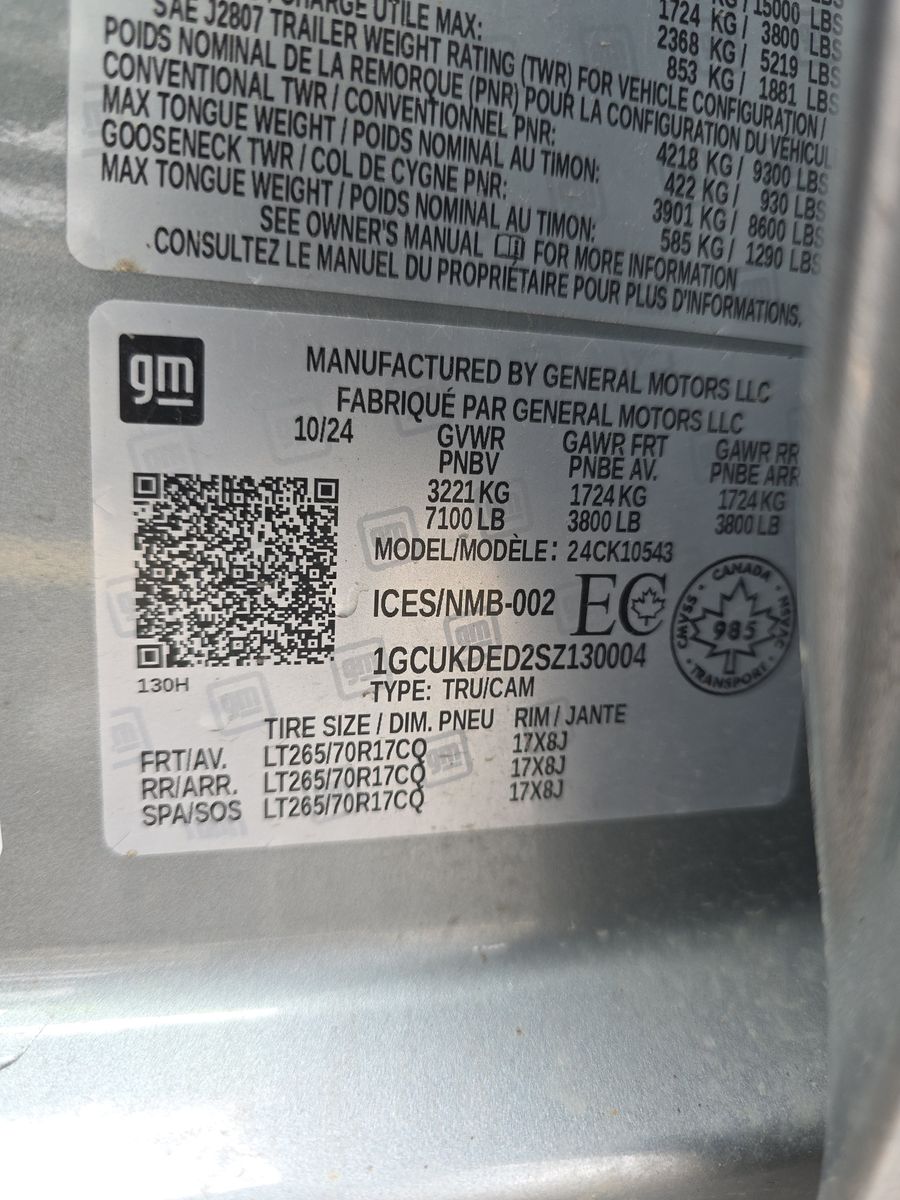 CHARGE UTILE MAX:
15000 LBS
1724 KG / 3800 LBS
2368 KG / 5219 LBS
853 KG / 1881 LBS
SAE J2807 TRAILER WEIGHT RATING (TWR) FOR VEHICLE CONFIGURATION /
POIDS NOMINAL DE LA REMORQUE (PNR) POUR LA CONFIGURATION DU VÉHICUL
CONVENTIONAL TWR / CONVENTIONNEL PNR: 4218 KG / 9300 LBS
MAX TONGUE WEIGHT / POIDS NOMINAL AU TIMON: 422 KG / 930 LBS
GOOSENECK TWR / COL DE CYGNE PNR: 3901 KG / 8600 LBS
MAX TONGUE WEIGHT / POIDS NOMINAL AU TIMON: 585 KG / 1290 LBS
SEE OWNER'S MANUAL FOR MORE INFORMATION
CONSULTEZ LE MANUEL DU PROPRIÉTAIRE POUR PLUS D'INFORMATIONS.
gm
MANUFACTURED BY GENERAL MOTORS LLC
FABRIQUÉ PAR GENERAL MOTORS LLC
10/24 GVWR GAWR FRT GAWR RR
PNBV PNBE AV. PNBE ARR
3221 KG 1724 KG 1724 KG
7100 LB 3800 LB 3800 LB
MODEL/MODÈLE: 24CK10543
ICES/NMB-002 EC
CANADA
CMVSS 985 NSVAC
TRANSPORT
1GCUKDED2SZ130004
130H
TYPE: TRU/CAM
TIRE SIZE / DIM. PNEU RIM / JANTE
FRT/AV. LT265/70R17CQ 17X8J
RR/ARR. LT265/70R17CQ 17X8J
SPA/SOS LT265/70R17CQ 17X8J